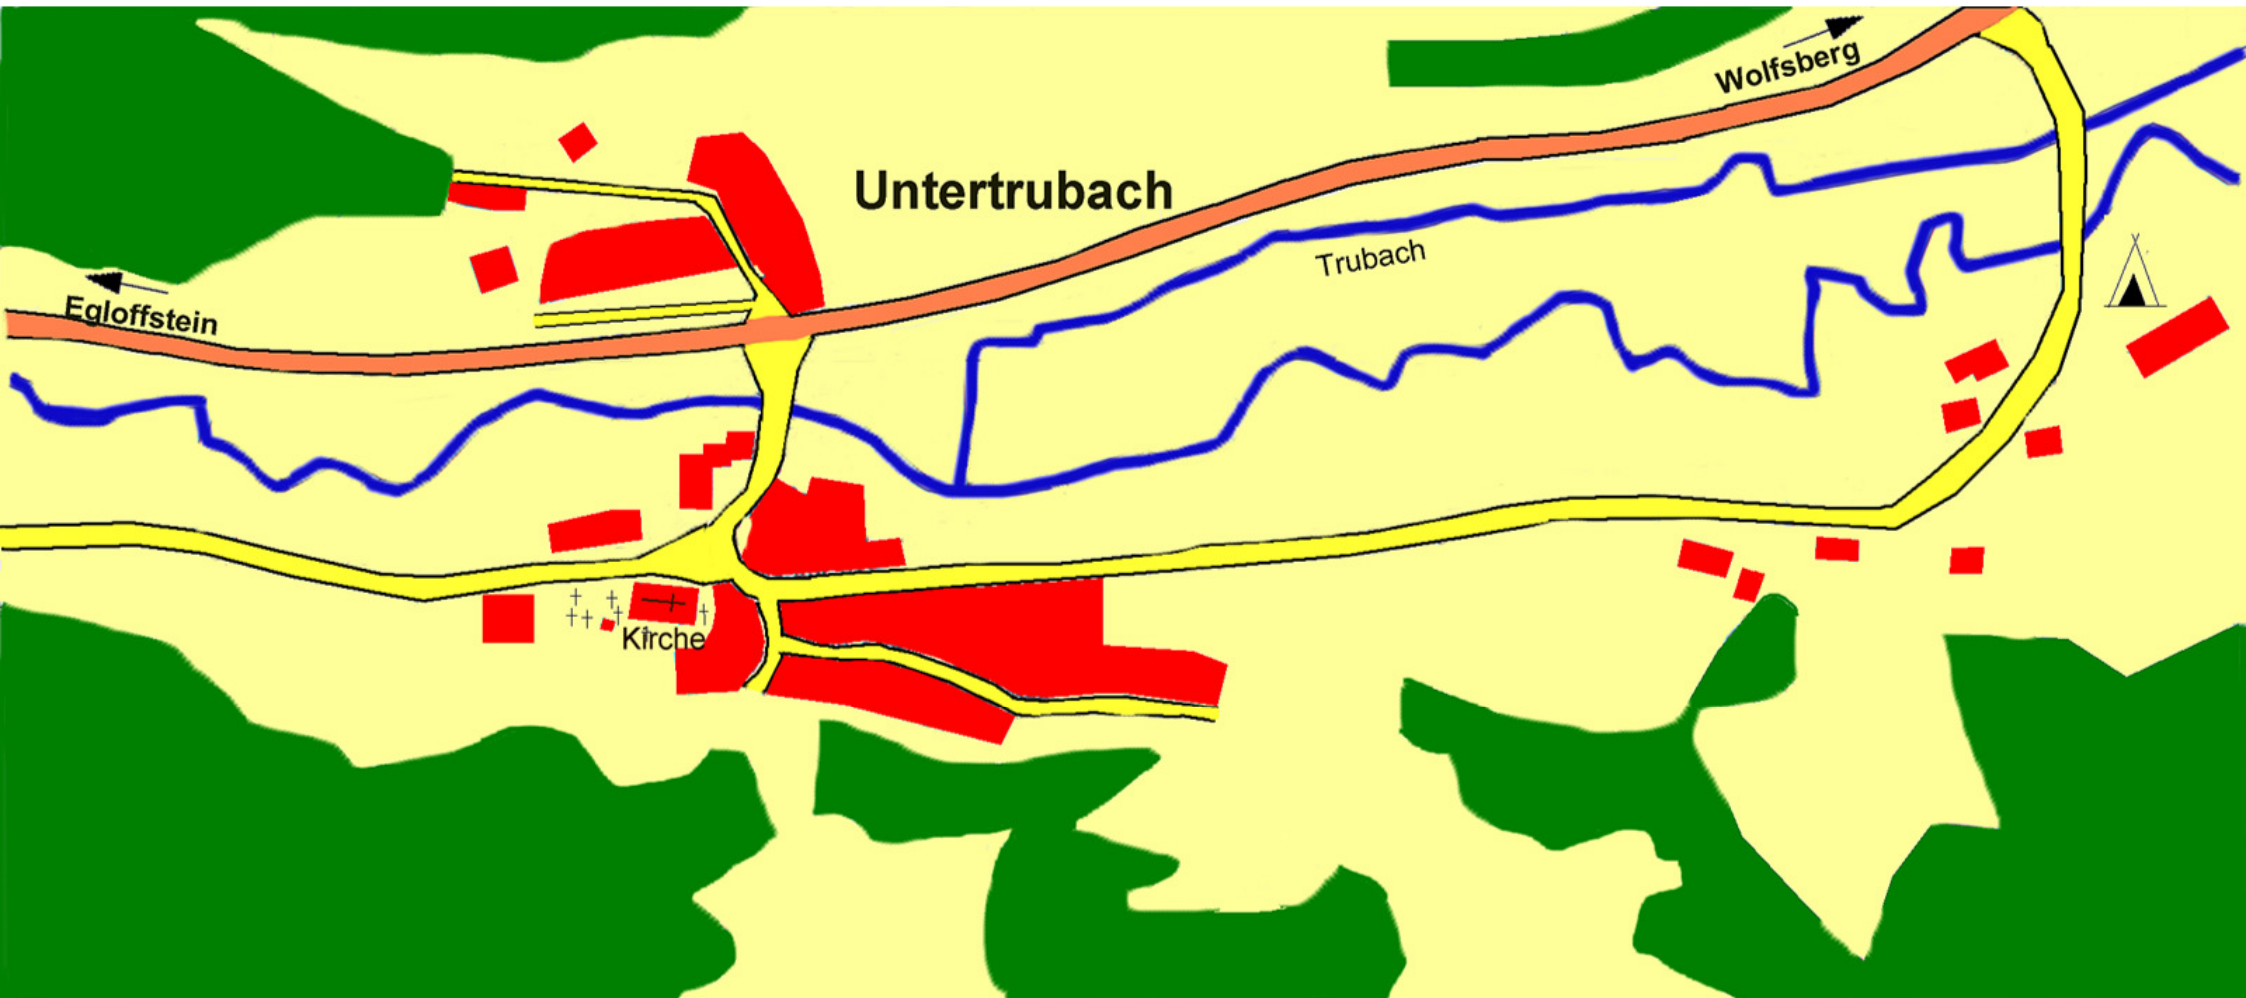 Wolfsberg
Untertrubach
Trubach
Egloffstein
Kirche